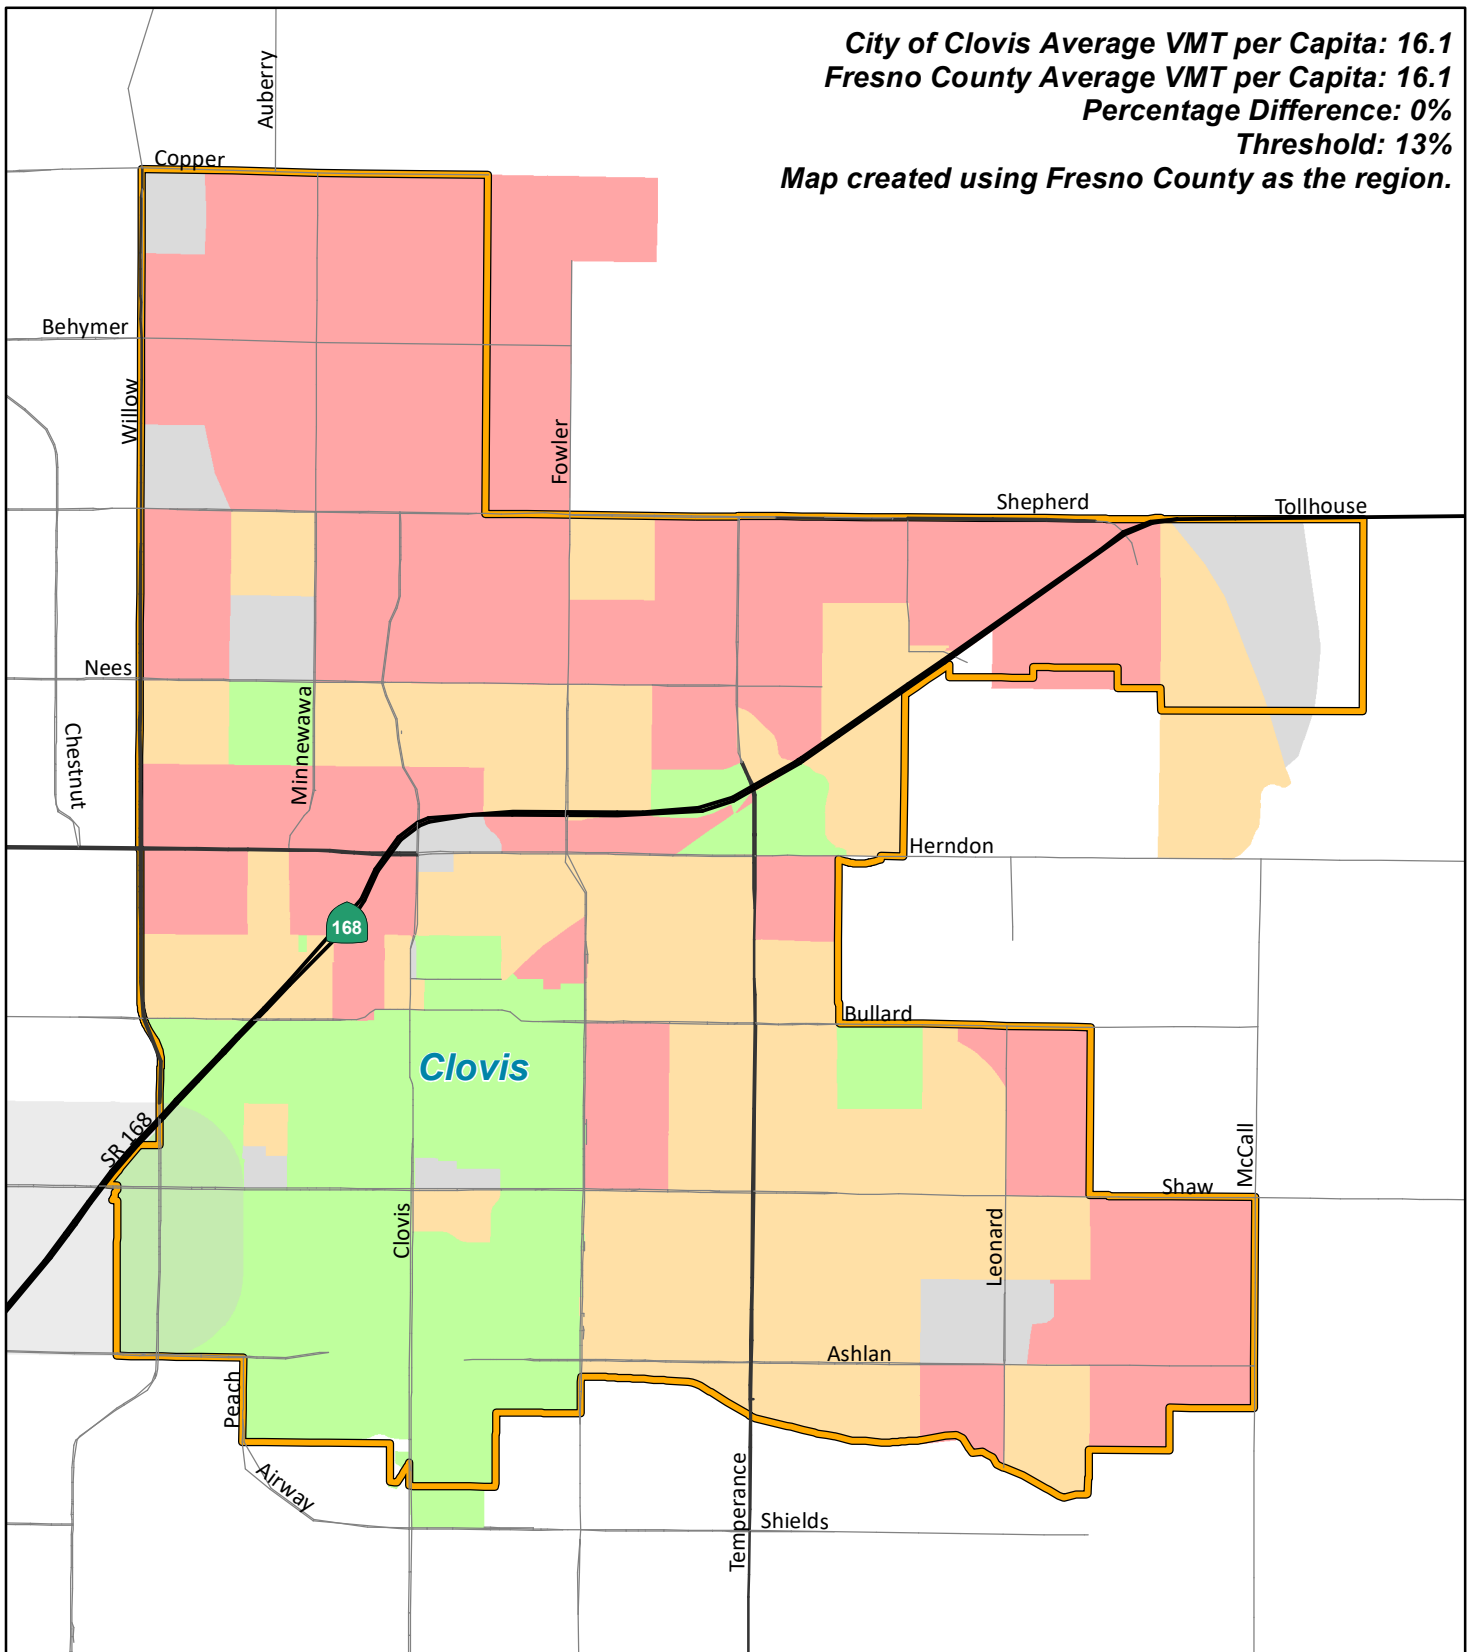 City of Clovis Average VMT per Capita: 16.1
Fresno County Average VMT per Capita: 16.1
Percentage Difference: 0%
Threshold: 13%
Map created using Fresno County as the region.
Auberry
Copper
Behymer
Willow
Fowler
Shepherd
Tollhouse
Nees
Minnewawa
Chestnut
Herndon
168
Bullard
Clovis
SR 168
McCall
Shaw
Clovis
Leonard
Ashlan
Peach
Airway
Temperance
Shields